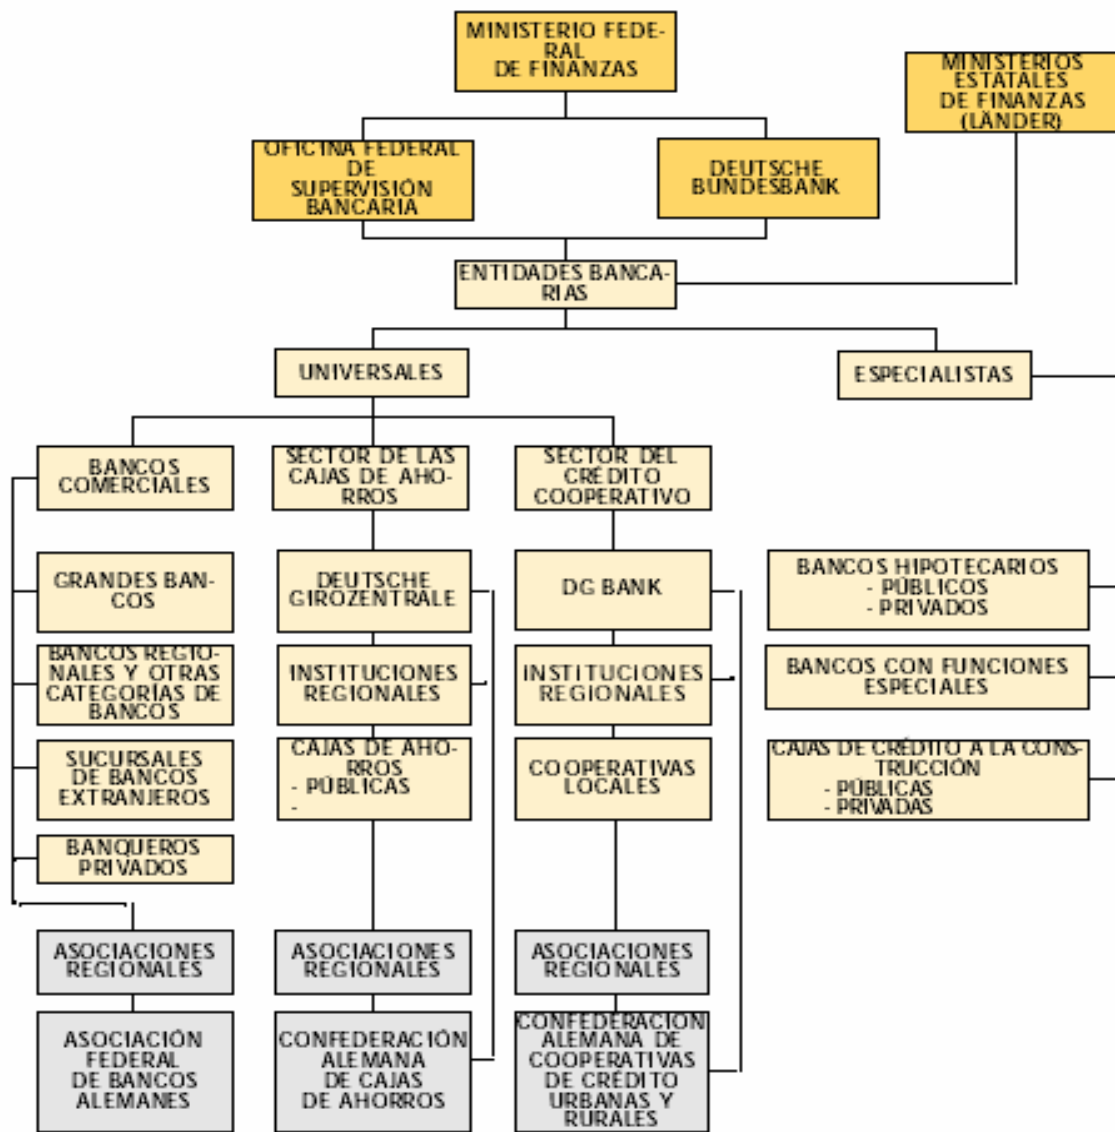 MINISTERIO FEDE-
RAL
DE FINANZAS
MINISTERIOS
ESTATALES
DE FINANZAS
(LÄNDER)
OFICINA FEDERAL
DE
SUPERVISIÓN
BANCARIA
DEUTSCHE
BUNDESBANK
ENTIDADES BANCA-
RIAS
UNIVERSALES
ESPECIALISTAS
BANCOS
COMERCIALES
SECTOR DE LAS
CAJAS DE AHO-
RROS
SECTOR DEL
CRÉDITO
COOPERATIVO
GRANDES BAN-
COS
DEUTSCHE
GIROZENTRALE
DG BANK
BANCOS HIPOTECARIOS
- PÚBLICOS
- PRIVADOS
BANCOS REGIO-
NALES Y OTRAS
CATEGORÍAS DE
BANCOS
INSTITUCIONES
REGIONALES
INSTITUCIONES
REGIONALES
BANCOS CON FUNCIONES
ESPECIALES
SUCURSALES
DE BANCOS
EXTRANJEROS
CAJAS DE AHO-
RROS
- PÚBLICAS
-
COOPERATIVAS
LOCALES
CAJAS DE CRÉDITO A LA CONS-
TRUCCIÓN
- PÚBLICAS
- PRIVADAS
BANQUEROS
PRIVADOS
ASOCIACIONES
REGIONALES
ASOCIACIONES
REGIONALES
ASOCIACIONES
REGIONALES
ASOCIACIÓN
FEDERAL
DE BANCOS
ALEMANES
CONFEDERACIÓN
ALEMANA
DE CAJAS
DE AHORROS
CONFEDERACION
ALEMANA DE
COOPERATIVAS
DE CRÉDITO
URBANAS Y
RURALES